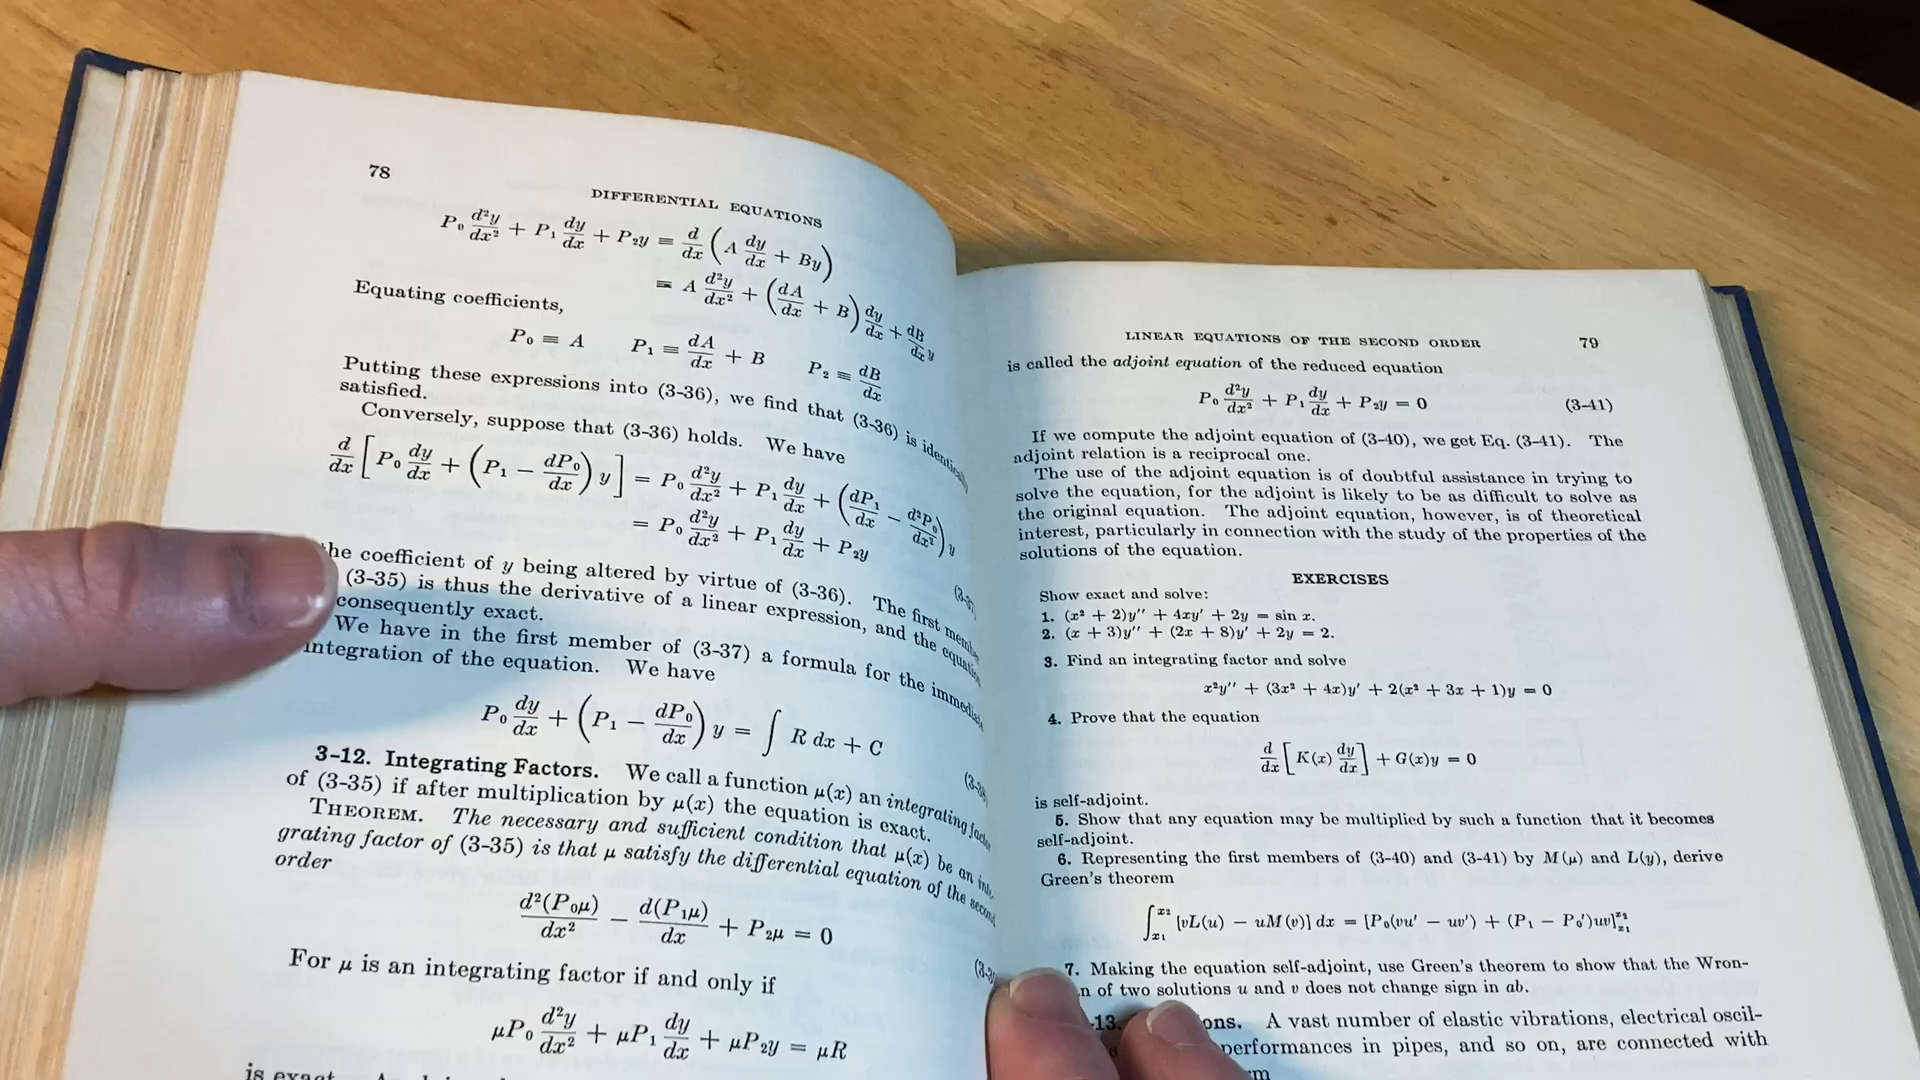 78
DIFFERENTIAL EQUATIONS
P₀ d²y/dx² + P₁ dy/dx + P₂y ≡ d/dx (A dy/dx + By)
≡ A d²y/dx² + (dA/dx + B) dy/dx + dB/dx y
Equating coefficients,
P₀ ≡ A P₁ ≡ dA/dx + B P₂ ≡ dB/dx
Putting these expressions into (3-36), we find that (3-36) is
satisfied.
Conversely, suppose that (3-36) holds. We have
d/dx [P₀ dy/dx + (P₁ − dP₀/dx) y] = P₀ d²y/dx² + P₁ dy/dx + (dP₁/dx − d²P₀/dx²) y
= P₀ d²y/dx² + P₁ dy/dx + P₂y
the coefficient of y being altered by virtue of (3-36). The first
(3-35) is thus the derivative of a linear expression, and the
consequently exact.
We have in the first member of (3-37) a formula for the
integration of the equation. We have
P₀ dy/dx + (P₁ − dP₀/dx) y = ∫ R dx + C
3-12. Integrating Factors. We call a function μ(x) an integrating
of (3-35) if after multiplication by μ(x) the equation is exact.
THEOREM. The necessary and sufficient condition that μ(x) be an
grating factor of (3-35) is that μ satisfy the differential equation of the second
order
d²(P₀μ)/dx² − d(P₁μ)/dx + P₂μ = 0
For μ is an integrating factor if and only if
μP₀ d²y/dx² + μP₁ dy/dx + μP₂y = μR
is exact.
LINEAR EQUATIONS OF THE SECOND ORDER 79
is called the adjoint equation of the reduced equation
P₀ d²y/dx² + P₁ dy/dx + P₂y = 0 (3-41)
If we compute the adjoint equation of (3-40), we get Eq. (3-41). The
adjoint relation is a reciprocal one.
The use of the adjoint equation is of doubtful assistance in trying to
solve the equation, for the adjoint is likely to be as difficult to solve as
the original equation. The adjoint equation, however, is of theoretical
interest, particularly in connection with the study of the properties of the
solutions of the equation.
EXERCISES
Show exact and solve:
1. (x² + 2)y″ + 4xy′ + 2y = sin x.
2. (x + 3)y″ + (2x + 8)y′ + 2y = 2.
3. Find an integrating factor and solve
x²y″ + (3x² + 4x)y′ + 2(x² + 3x + 1)y = 0
4. Prove that the equation
d/dx [K(x) dy/dx] + G(x)y = 0
is self-adjoint.
5. Show that any equation may be multiplied by such a function that it becomes
self-adjoint.
6. Representing the first members of (3-40) and (3-41) by M(μ) and L(y), derive
Green's theorem
∫ₓ₁ˣ² [vL(u) − uM(v)] dx = [P₀(vu′ − uv′) + (P₁ − P₀′)uv]ₓ₁ˣ²
7. Making the equation self-adjoint, use Green's theorem to show that the Wron-
n of two solutions u and v does not change sign in ab.
-13. ons. A vast number of elastic vibrations, electrical oscil-
performances in pipes, and so on, are connected with